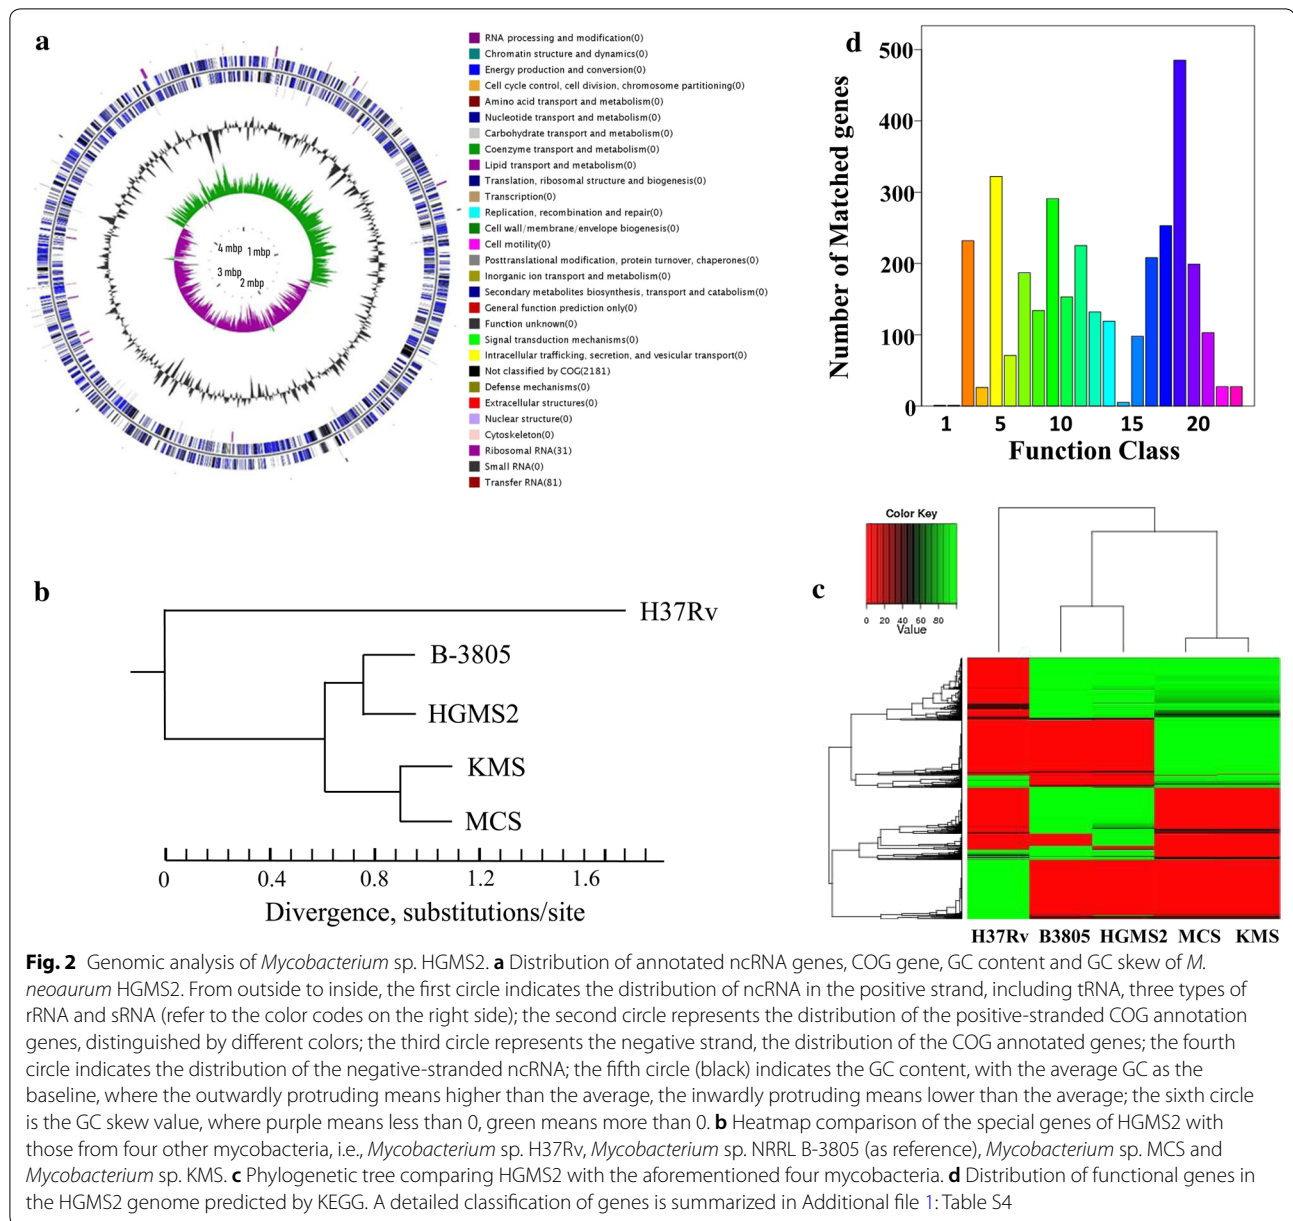 a
4 mbp
1 mbp
3 mbp
2 mbp
RNA processing and modification(0)
Chromatin structure and dynamics(0)
Energy production and conversion(0)
Cell cycle control, cell division, chromosome partitioning(0)
Amino acid transport and metabolism(0)
Nucleotide transport and metabolism(0)
Carbohydrate transport and metabolism(0)
Coenzyme transport and metabolism(0)
Lipid transport and metabolism(0)
Translation, ribosomal structure and biogenesis(0)
Transcription(0)
Replication, recombination and repair(0)
Cell wall/membrane/envelope biogenesis(0)
Cell motility(0)
Posttranslational modification, protein turnover, chaperones(0)
Inorganic ion transport and metabolism(0)
Secondary metabolites biosynthesis, transport and catabolism(0)
General function prediction only(0)
Function unknown(0)
Signal transduction mechanisms(0)
Intracellular trafficking, secretion, and vesicular transport(0)
Not classified by COG(2181)
Defense mechanisms(0)
Extracellular structures(0)
Nuclear structure(0)
Cytoskeleton(0)
Ribosomal RNA(31)
Small RNA(0)
Transfer RNA(81)
d
Number of Matched genes
500
400
300
200
100
0
1 5 10 15 20
Function Class
b
H37Rv
B-3805
HGMS2
KMS
MCS
0 0.4 0.8 1.2 1.6
Divergence, substitutions/site
c
Color Key
0 20 40 60 80
Value
H37Rv B3805 HGMS2 MCS KMS
Fig. 2 Genomic analysis of Mycobacterium sp. HGMS2. a Distribution of annotated ncRNA genes, COG gene, GC content and GC skew of M.
neoaurum HGMS2. From outside to inside, the first circle indicates the distribution of ncRNA in the positive strand, including tRNA, three types of
rRNA and sRNA (refer to the color codes on the right side); the second circle represents the distribution of the positive-stranded COG annotation
genes, distinguished by different colors; the third circle represents the negative strand, the distribution of the COG annotated genes; the fourth
circle indicates the distribution of the negative-stranded ncRNA; the fifth circle (black) indicates the GC content, with the average GC as the
baseline, where the outwardly protruding means higher than the average, the inwardly protruding means lower than the average; the sixth circle
is the GC skew value, where purple means less than 0, green means more than 0. b Heatmap comparison of the special genes of HGMS2 with
those from four other mycobacteria, i.e., Mycobacterium sp. H37Rv, Mycobacterium sp. NRRL B-3805 (as reference), Mycobacterium sp. MCS and
Mycobacterium sp. KMS. c Phylogenetic tree comparing HGMS2 with the aforementioned four mycobacteria. d Distribution of functional genes in
the HGMS2 genome predicted by KEGG. A detailed classification of genes is summarized in Additional file 1: Table S4